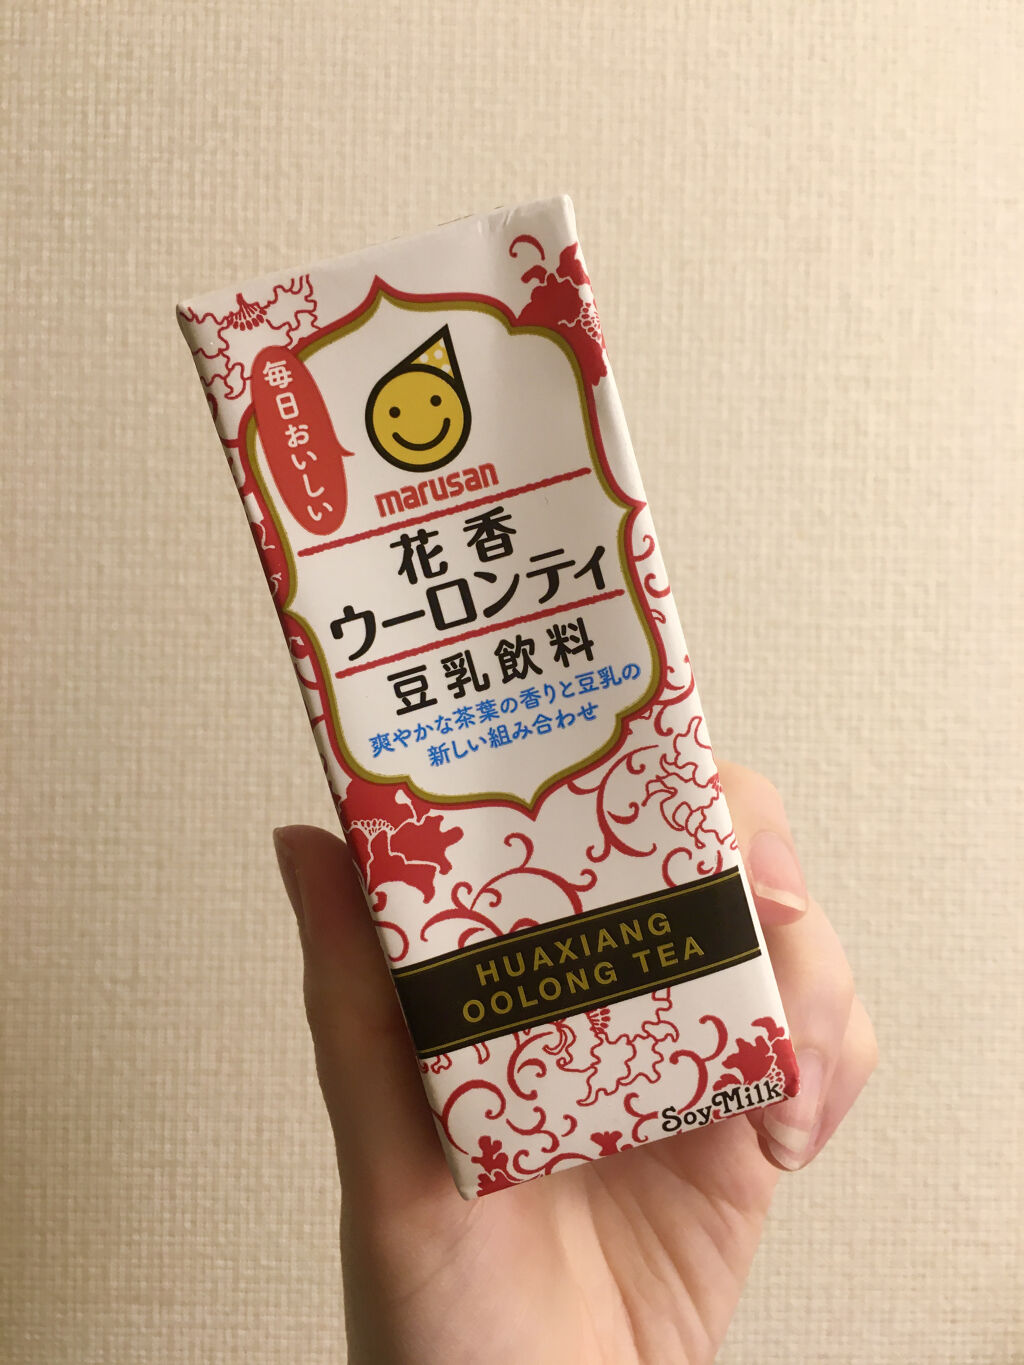 毎日おいしい
marusan
花香
ウーロンティ
豆乳飲料
爽やかな茶葉の香りと豆乳の
新しい組み合わせ
HUAXIANG
OOLONG TEA
Soy Milk